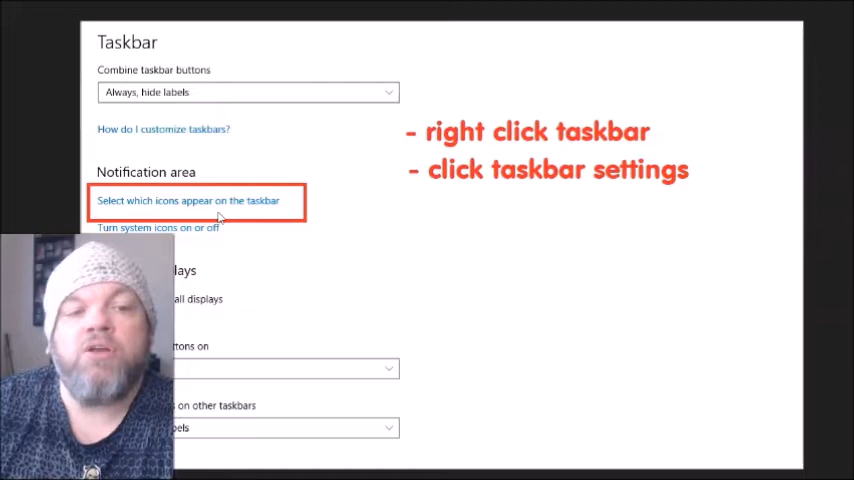 Taskbar
Combine taskbar buttons
Always, hide labels
How do I customize taskbars?
- right click taskbar
- click taskbar settings
Notification area
Select which icons appear on the taskbar
Turn system icons on or off
all displays
on
on other taskbars